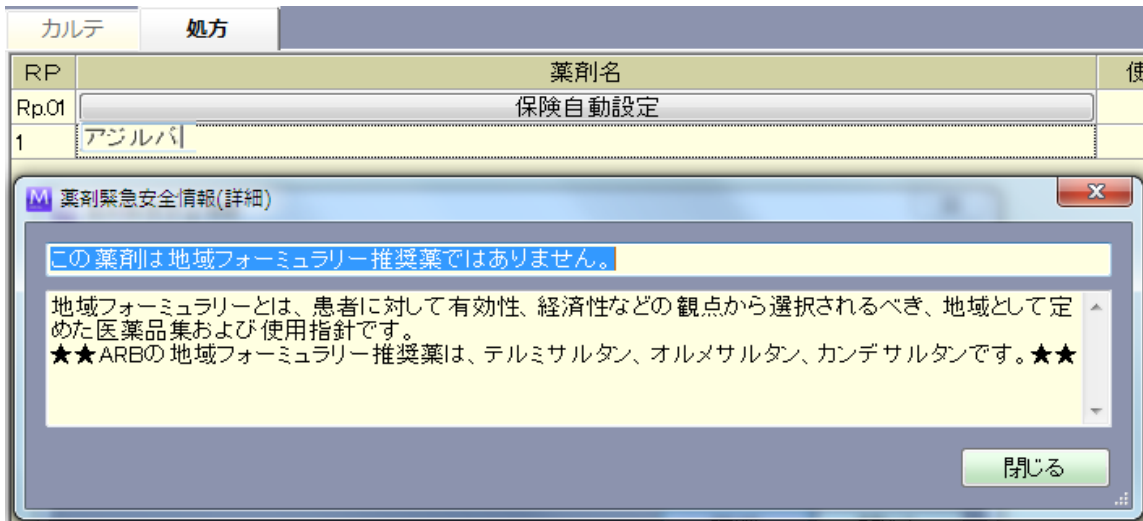 カルテ 処方
RP 薬剤名
Rp.01 保険自動設定
1 アジルバ
M 薬剤緊急安全情報(詳細)
この薬剤は地域フォーミュラリー推奨薬ではありません。
地域フォーミュラリーとは、患者に対して有効性、経済性などの観点から選択されるべき、地域として定
めた医薬品集および使用指針です。
★★ARBの地域フォーミュラリー推奨薬は、テルミサルタン、オルメサルタン、カンデサルタンです。★★
閉じる